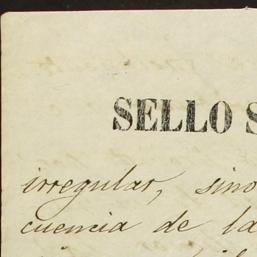 SELLO S
irregular, sino
cuencia de la